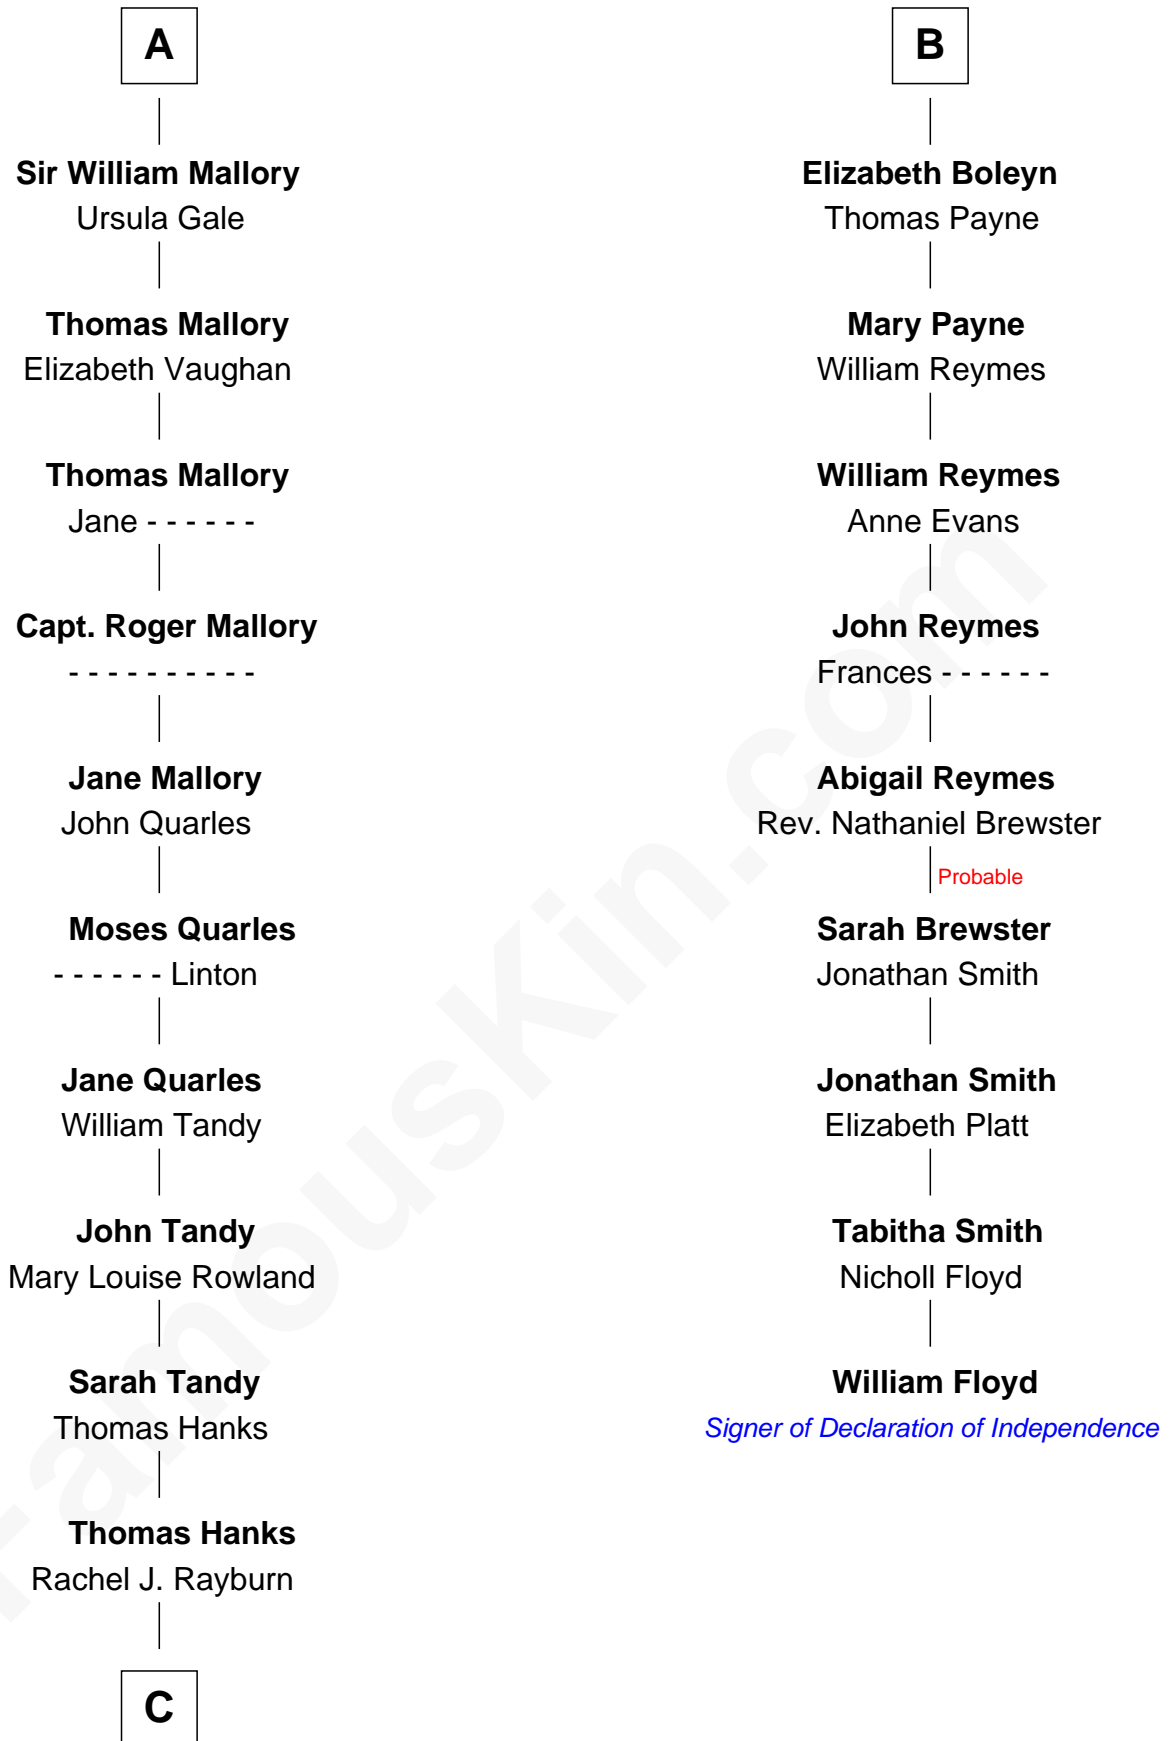 A
Sir William Mallory
Ursula Gale
Thomas Mallory
Elizabeth Vaughan
Thomas Mallory
Jane - - - - - -
Capt. Roger Mallory
- - - - - - - - - -
Jane Mallory
John Quarles
Moses Quarles
- - - - - - Linton
Jane Quarles
William Tandy
John Tandy
Mary Louise Rowland
Sarah Tandy
Thomas Hanks
Thomas Hanks
Rachel J. Rayburn
C
B
Elizabeth Boleyn
Thomas Payne
Mary Payne
William Reymes
William Reymes
Anne Evans
John Reymes
Frances - - - - - -
Abigail Reymes
Rev. Nathaniel Brewster
Probable
Sarah Brewster
Jonathan Smith
Jonathan Smith
Elizabeth Platt
Tabitha Smith
Nicholl Floyd
William Floyd
Signer of Declaration of Independence
FamousKin.com